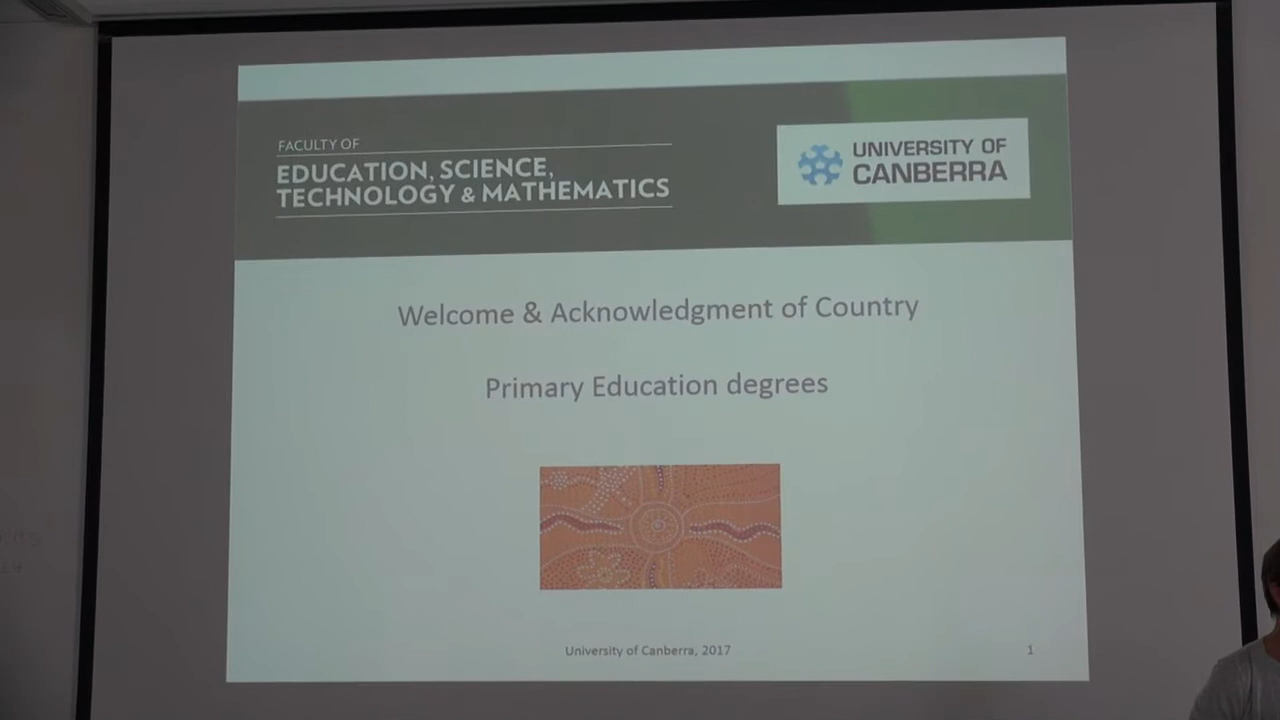 FACULTY OF
EDUCATION, SCIENCE,
TECHNOLOGY & MATHEMATICS
UNIVERSITY OF
CANBERRA
Welcome & Acknowledgment of Country
Primary Education degrees
University of Canberra, 2017
1